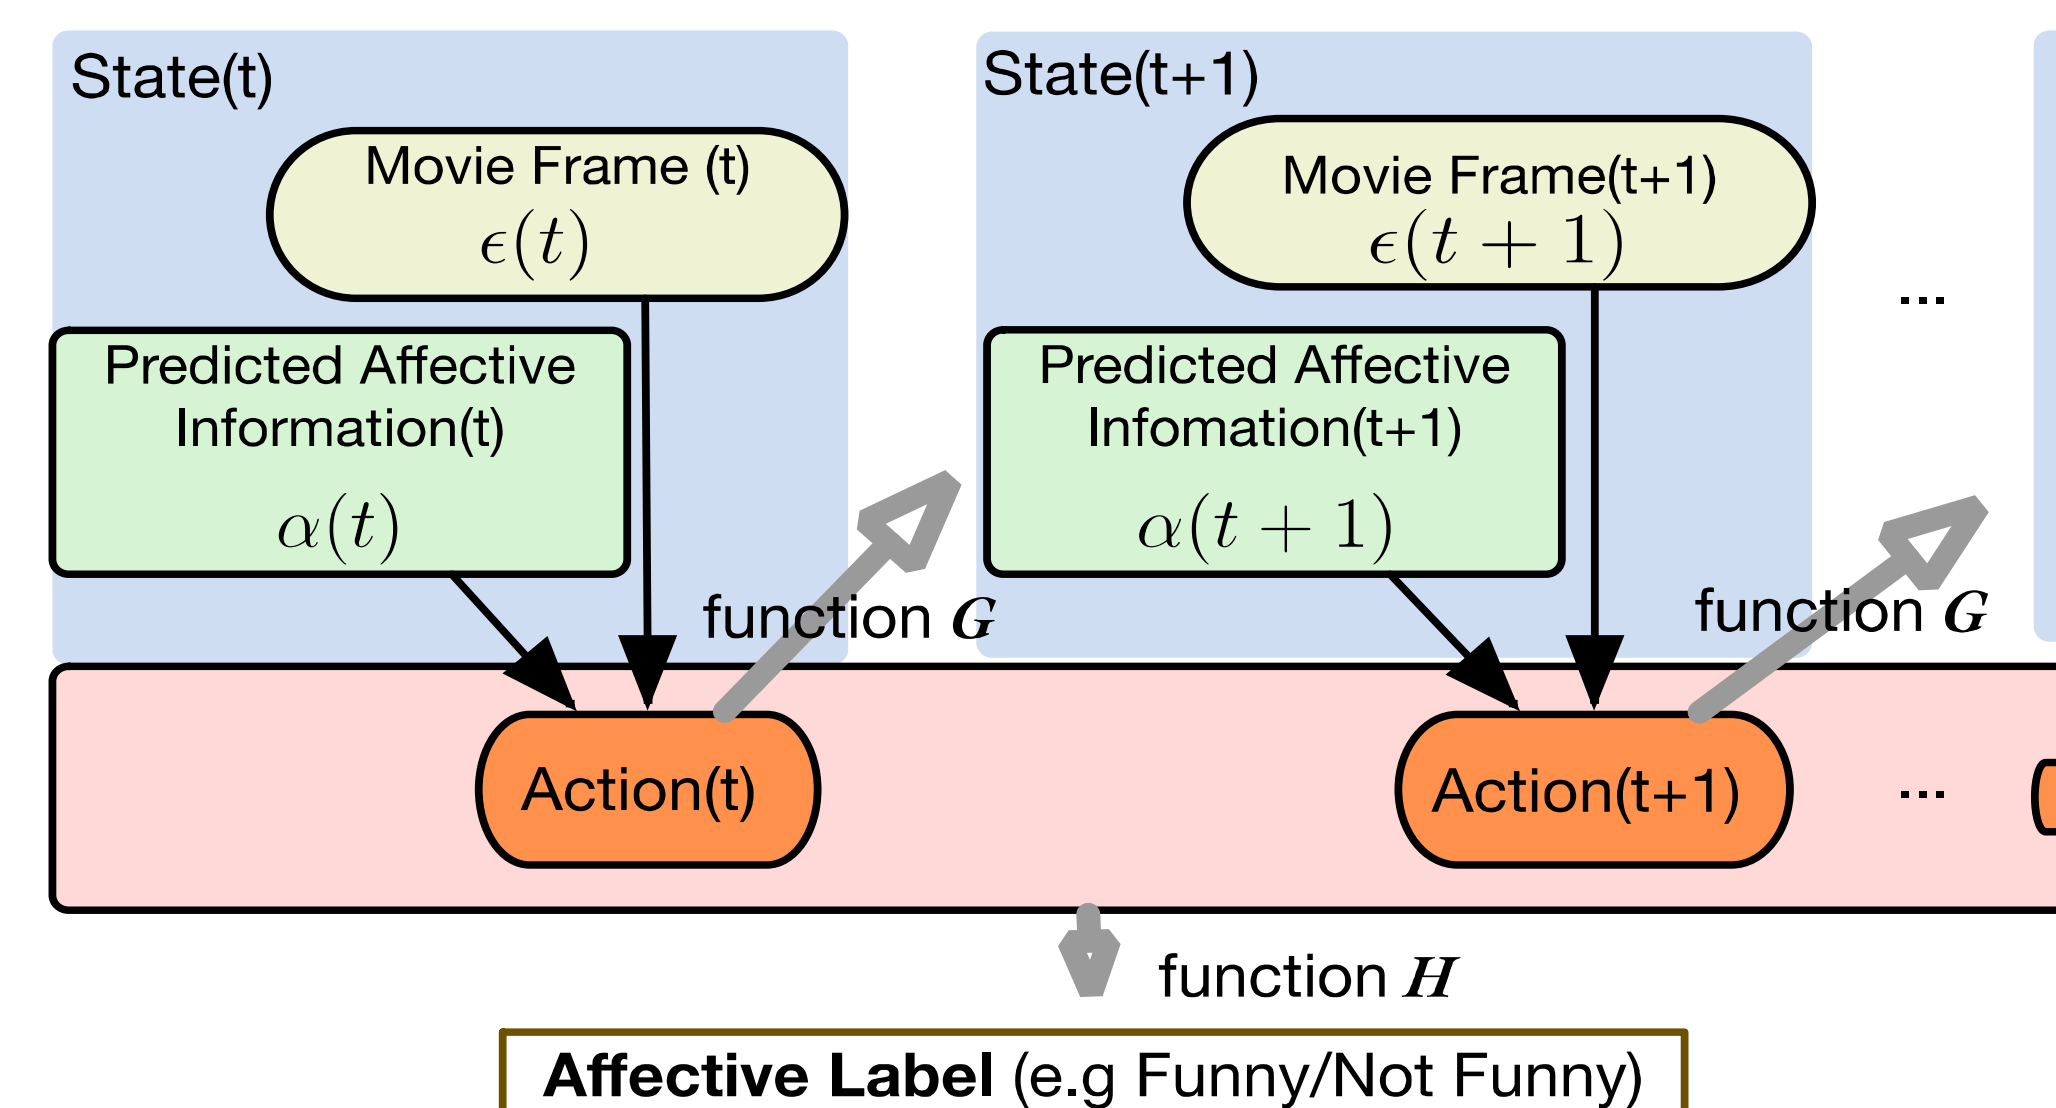 State(t)
Movie Frame (t)
ϵ(t)
Predicted Affective
Information(t)
α(t)
function G
State(t+1)
Movie Frame(t+1)
ϵ(t + 1)
Predicted Affective
Infomation(t+1)
α(t + 1)
function G
...
Action(t)
Action(t+1)
...
function H
Affective Label (e.g Funny/Not Funny)